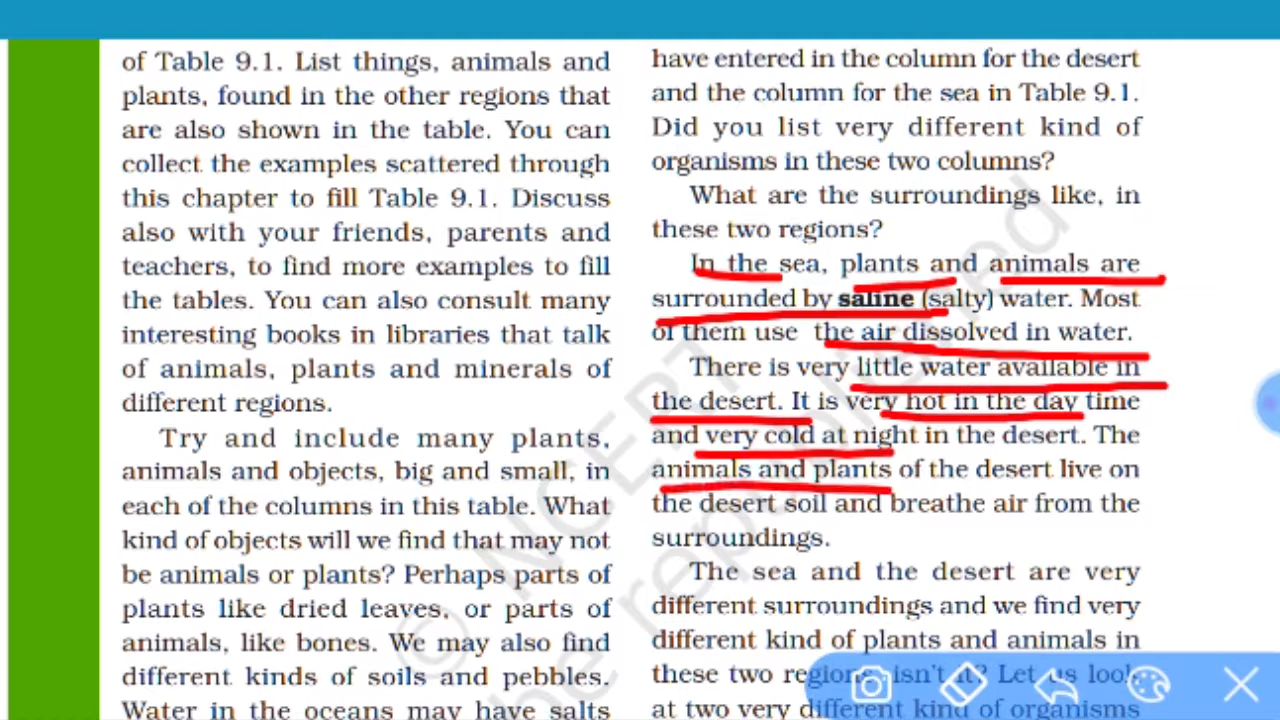 of Table 9.1. List things, animals and
plants, found in the other regions that
are also shown in the table. You can
collect the examples scattered through
this chapter to fill Table 9.1. Discuss
also with your friends, parents and
teachers, to find more examples to fill
the tables. You can also consult many
interesting books in libraries that talk
of animals, plants and minerals of
different regions.
Try and include many plants,
animals and objects, big and small, in
each of the columns in this table. What
kind of objects will we find that may not
be animals or plants? Perhaps parts of
plants like dried leaves, or parts of
animals, like bones. We may also find
different kinds of soils and pebbles.
Water in the oceans may have salts
have entered in the column for the desert
and the column for the sea in Table 9.1.
Did you list very different kind of
organisms in these two columns?
What are the surroundings like, in
these two regions?
In the sea, plants and animals are
surrounded by saline (salty) water. Most
of them use the air dissolved in water.
There is very little water available in
the desert. It is very hot in the day time
and very cold at night in the desert. The
animals and plants of the desert live on
the desert soil and breathe air from the
surroundings.
The sea and the desert are very
different surroundings and we find very
different kind of plants and animals in
these two regions, isn't it? Let us look
at two very different kind of organisms
© NCERT
be republished